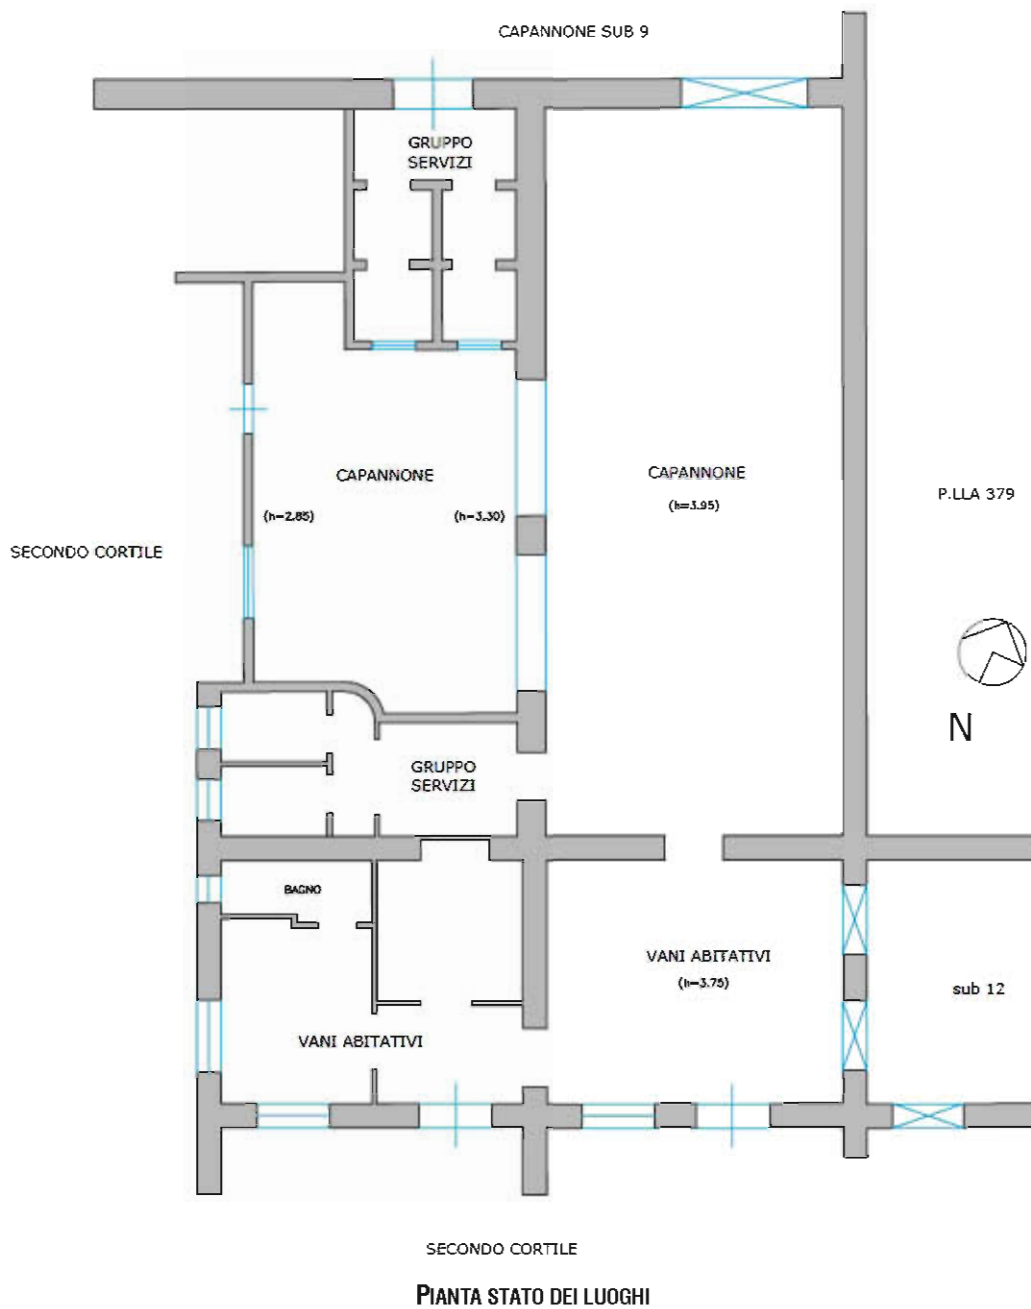 CAPANNONE SUB 9
GRUPPO
SERVIZI
CAPANNONE
(h=2.85)
(h=3.30)
CAPANNONE
(h=3.95)
P.LLA 379
SECONDO CORTILE
N
GRUPPO
SERVIZI
BAGNO
VANI ABITATIVI
(h=3.75)
sub 12
VANI ABITATIVI
SECONDO CORTILE
PIANTA STATO DEI LUOGHI